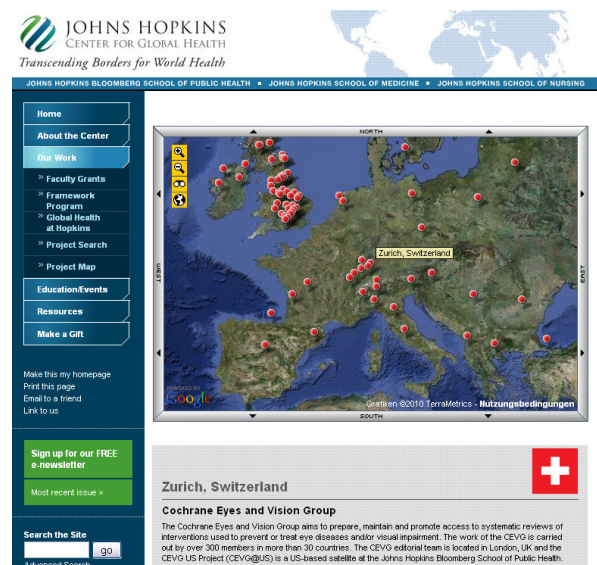 JOHNS HOPKINS
CENTER FOR GLOBAL HEALTH
Transcending Borders for World Health
JOHNS HOPKINS BLOOMBERG SCHOOL OF PUBLIC HEALTH ▪ JOHNS HOPKINS SCHOOL OF MEDICINE ▪ JOHNS HOPKINS SCHOOL OF NURSING
Home
About the Center
Our Work
» Faculty Grants
» Framework
Program
» Global Health
at Hopkins
» Project Search
» Project Map
Education/Events
Resources
Make a Gift
Make this my homepage
Print this page
Email to a friend
Link to us
Sign up for our FREE
e-newsletter
Most recent issue >
Search the Site
go
Advanced Search
NORTH
WEST
EAST
Zurich, Switzerland
POWERED BY
Google
Grafiken ©2010 TerraMetrics - Nutzungsbedingungen
SOUTH
Zurich, Switzerland
Cochrane Eyes and Vision Group
The Cochrane Eyes and Vision Group aims to prepare, maintain and promote access to systematic reviews of
interventions used to prevent or treat eye diseases and/or visual impairment. The work of the CEVG is carried
out by over 300 members in more than 30 countries. The CEVG editorial team is located in London, UK and the
CEVG US Project (CEVG@US) is a US-based satellite at the Johns Hopkins Bloomberg School of Public Health.